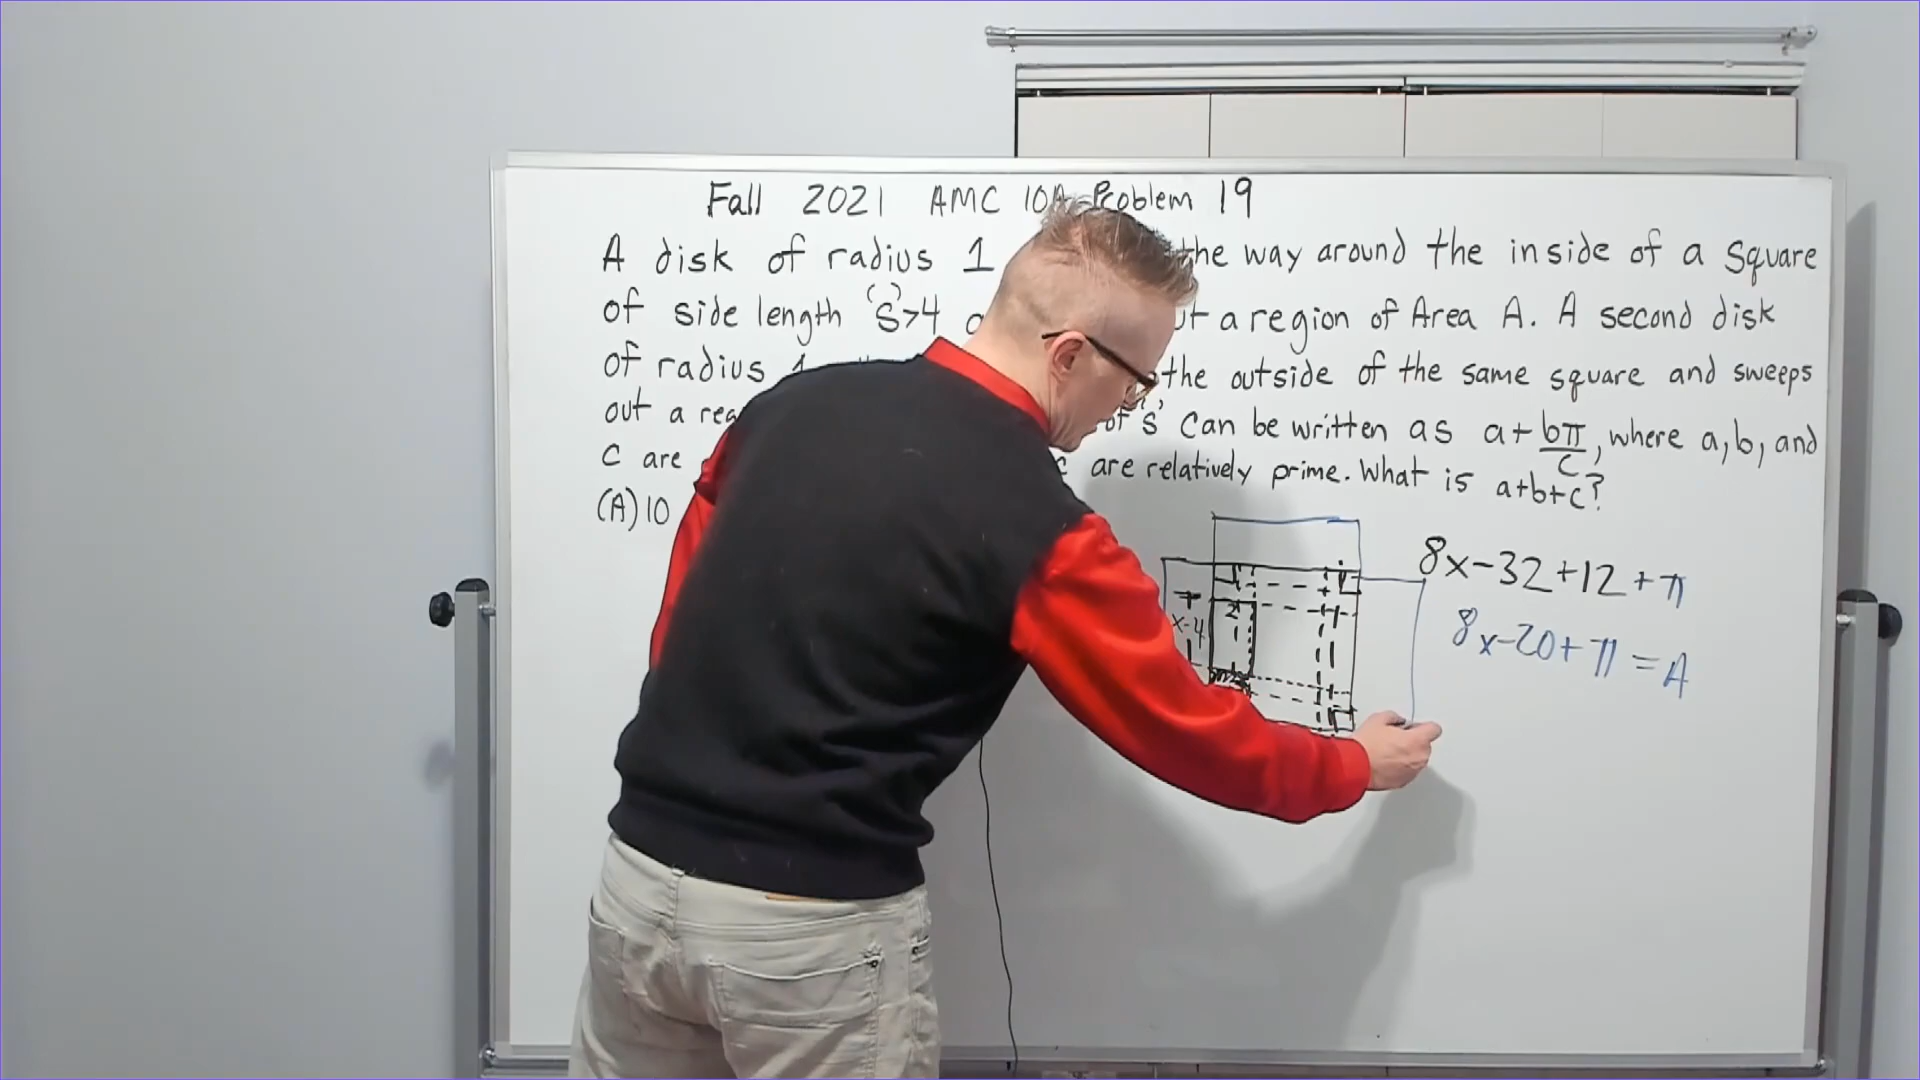 Fall 2021 AMC 10A Problem 19
A disk of radius 1 the way around the inside of a square
of side length 's'>4 a region of Area A. A second disk
of radius 1 the outside of the same square and sweeps
out a of 's' can be written as a+bπ/c, where a, b, and
c are are relatively prime. What is a+b+c?
(A) 10
8x-32+12+π
x-4
8x-20+π=A